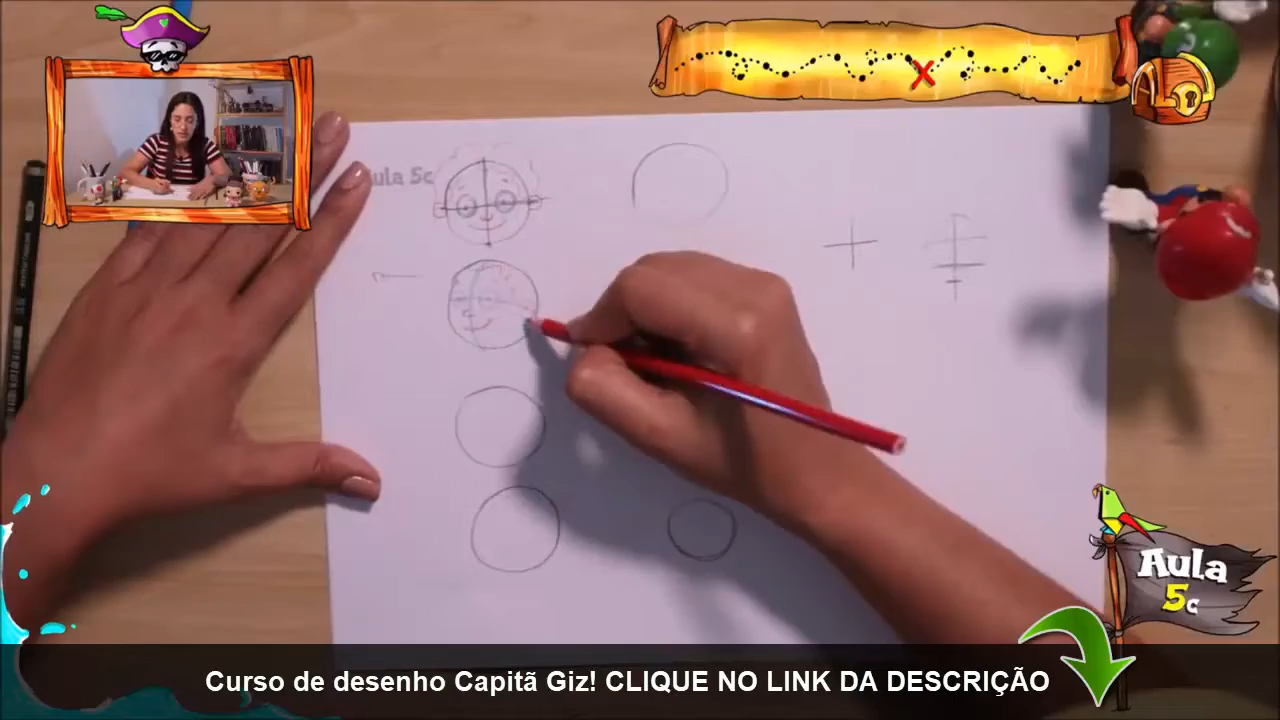 Aula 5c
Aula
5c
Curso de desenho Capitã Giz! CLIQUE NO LINK DA DESCRIÇÃO